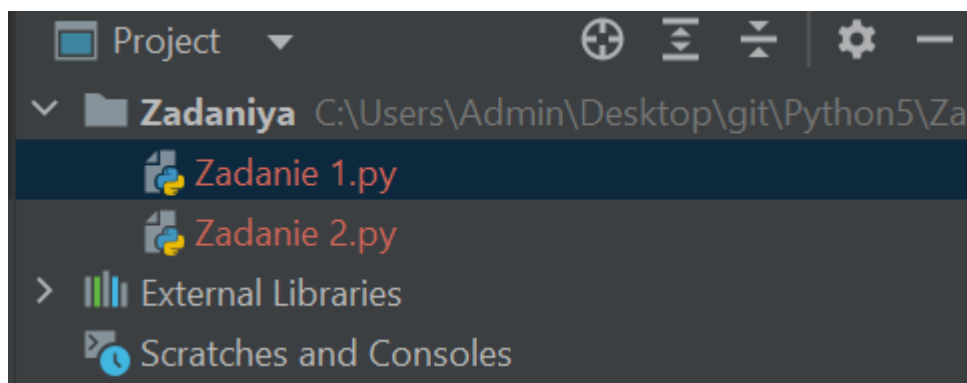 Project
Zadaniya C:\Users\Admin\Desktop\git\Python5\Za
Zadanie 1.py
Zadanie 2.py
External Libraries
Scratches and Consoles